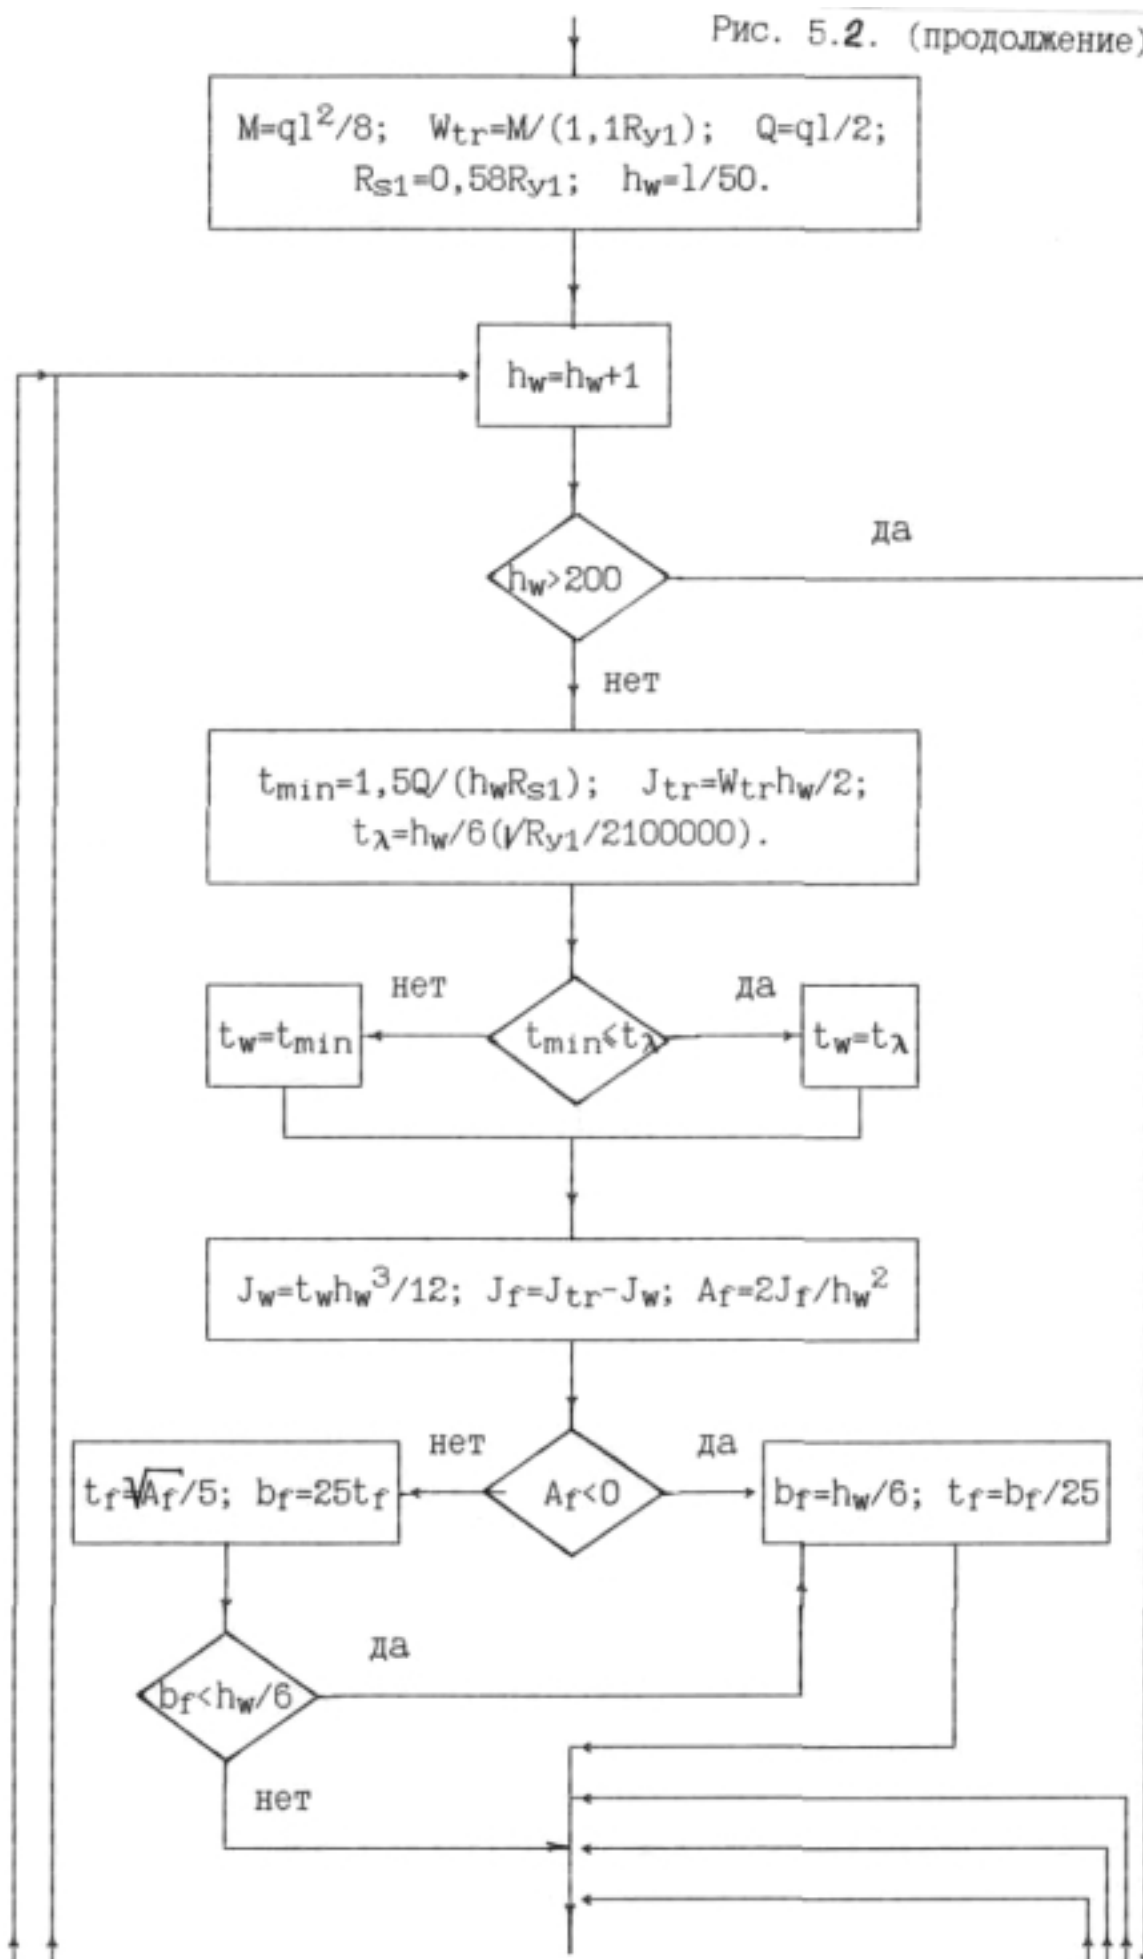 Рис. 5.2. (продолжение)
M=ql²/8; Wtr=M/(1,1Ry1); Q=ql/2;
Rs1=0,58Ry1; hw=l/50.
hw=hw+1
да
hw>200
нет
tmin=1,5Q/(hwRs1); Jtr=Wtrhw/2;
tλ=hw/6(√Ry1/2100000).
нет
да
tw=tmin
tmin⩽tλ
tw=tλ
Jw=twhw³/12; Jf=Jtr-Jw; Af=2Jf/hw²
нет
да
tf=√Af/5; bf=25tf
Af<0
bf=hw/6; tf=bf/25
да
bf<hw/6
нет